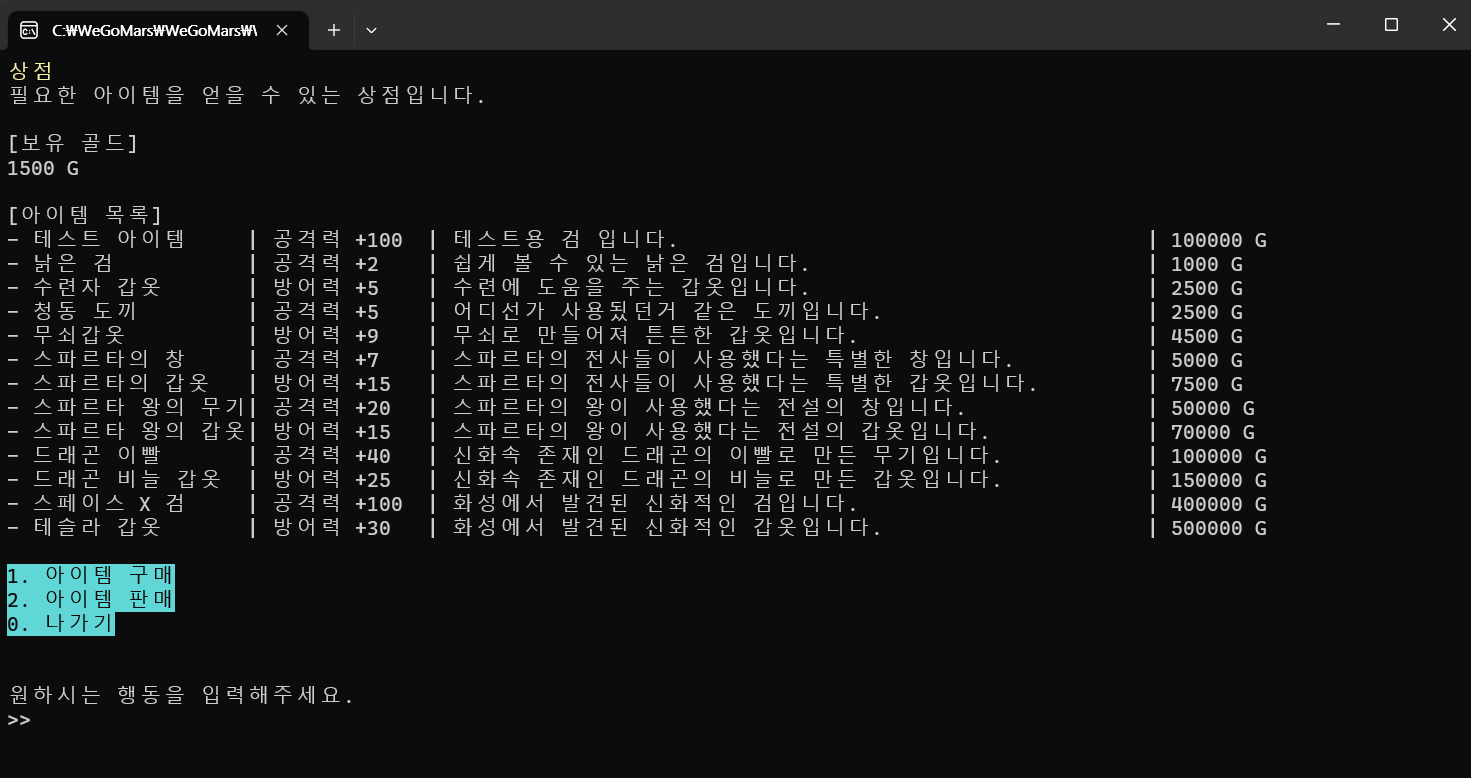 C:₩WeGoMars₩WeGoMars₩\
상점
필요한 아이템을 얻을 수 있는 상점입니다.
[보유 골드]
1500 G
[아이템 목록]
- 테스트 아이템 | 공격력 +100 | 테스트용 검 입니다. | 100000 G
- 낡은 검 | 공격력 +2 | 쉽게 볼 수 있는 낡은 검입니다. | 1000 G
- 수련자 갑옷 | 방어력 +5 | 수련에 도움을 주는 갑옷입니다. | 2500 G
- 청동 도끼 | 공격력 +5 | 어디선가 사용됬던거 같은 도끼입니다. | 2500 G
- 무쇠갑옷 | 방어력 +9 | 무쇠로 만들어져 튼튼한 갑옷입니다. | 4500 G
- 스파르타의 창 | 공격력 +7 | 스파르타의 전사들이 사용했다는 특별한 창입니다. | 5000 G
- 스파르타의 갑옷 | 방어력 +15 | 스파르타의 전사들이 사용했다는 특별한 갑옷입니다. | 7500 G
- 스파르타 왕의 무기| 공격력 +20 | 스파르타의 왕이 사용했다는 전설의 창입니다. | 50000 G
- 스파르타 왕의 갑옷| 방어력 +15 | 스파르타의 왕이 사용했다는 전설의 갑옷입니다. | 70000 G
- 드래곤 이빨 | 공격력 +40 | 신화속 존재인 드래곤의 이빨로 만든 무기입니다. | 100000 G
- 드래곤 비늘 갑옷 | 방어력 +25 | 신화속 존재인 드래곤의 비늘로 만든 갑옷입니다. | 150000 G
- 스페이스 X 검 | 공격력 +100 | 화성에서 발견된 신화적인 검입니다. | 400000 G
- 테슬라 갑옷 | 방어력 +30 | 화성에서 발견된 신화적인 갑옷입니다. | 500000 G
1. 아이템 구매
2. 아이템 판매
0. 나가기
원하시는 행동을 입력해주세요.
>>